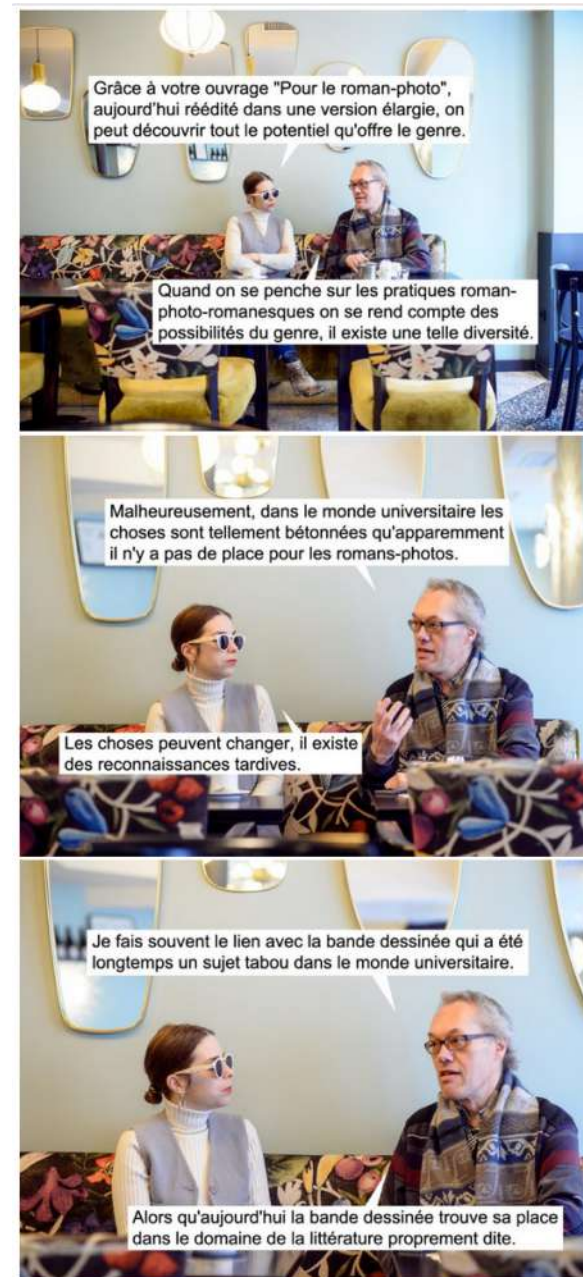 Grâce à votre ouvrage "Pour le roman-photo",
aujourd'hui réédité dans une version élargie, on
peut découvrir tout le potentiel qu'offre le genre.
Quand on se penche sur les pratiques roman-
photo-romanesques on se rend compte des
possibilités du genre, il existe une telle diversité.
Malheureusement, dans le monde universitaire les
choses sont tellement bétonnées qu'apparemment
il n'y a pas de place pour les romans-photos.
Les choses peuvent changer, il existe
des reconnaissances tardives.
Je fais souvent le lien avec la bande dessinée qui a été
longtemps un sujet tabou dans le monde universitaire.
Alors qu'aujourd'hui la bande dessinée trouve sa place
dans le domaine de la littérature proprement dite.